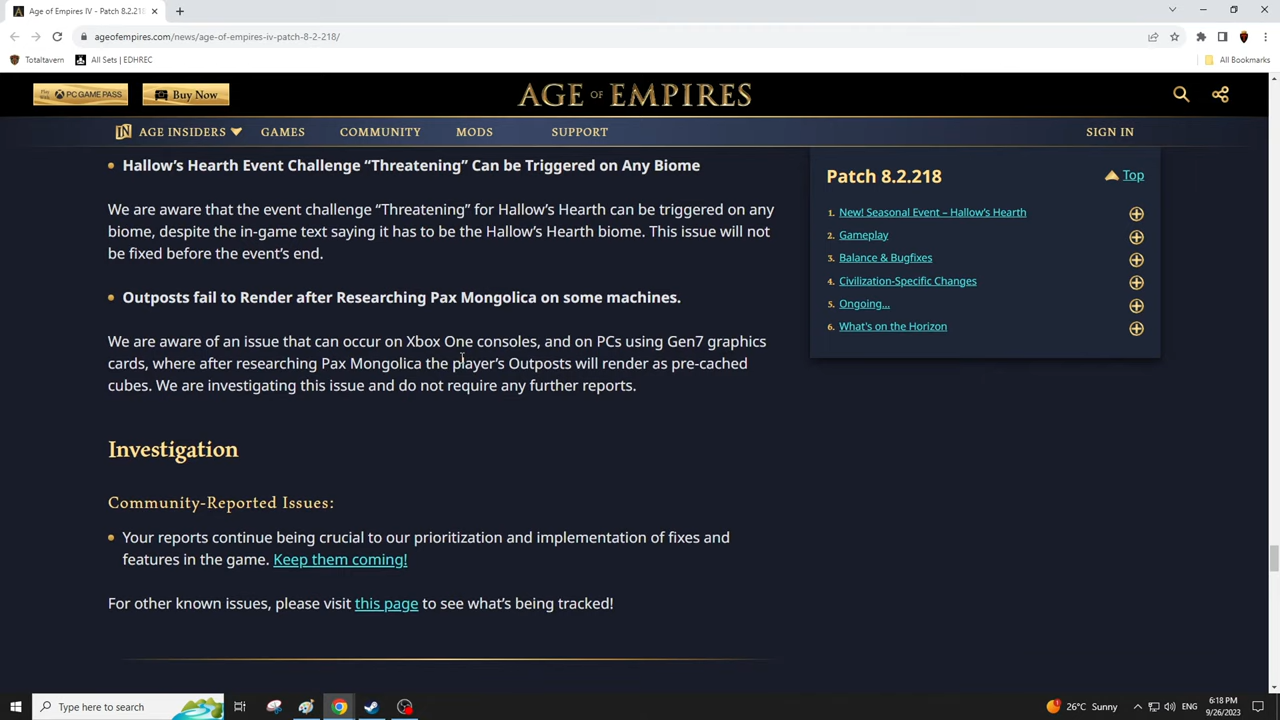 Age of Empires IV - Patch 8.2.218
ageofempires.com/news/age-of-empires-iv-patch-8-2-218/
Totaltavern
All Sets | EDHREC
All Bookmarks
PC GAME PASS
Buy Now
AGE OF EMPIRES
AGE INSIDERS
GAMES
COMMUNITY
MODS
SUPPORT
SIGN IN
Hallow’s Hearth Event Challenge “Threatening” Can be Triggered on Any Biome
We are aware that the event challenge “Threatening” for Hallow’s Hearth can be triggered on any
biome, despite the in-game text saying it has to be the Hallow’s Hearth biome. This issue will not
be fixed before the event’s end.
Outposts fail to Render after Researching Pax Mongolica on some machines.
We are aware of an issue that can occur on Xbox One consoles, and on PCs using Gen7 graphics
cards, where after researching Pax Mongolica the player’s Outposts will render as pre-cached
cubes. We are investigating this issue and do not require any further reports.
Investigation
Community-Reported Issues:
Your reports continue being crucial to our prioritization and implementation of fixes and
features in the game. Keep them coming!
For other known issues, please visit this page to see what’s being tracked!
Patch 8.2.218
Top
1. New! Seasonal Event – Hallow’s Hearth
2. Gameplay
3. Balance & Bugfixes
4. Civilization-Specific Changes
5. Ongoing…
6. What’s on the Horizon
Type here to search
26°C Sunny
ENG
6:18 PM
9/26/2023